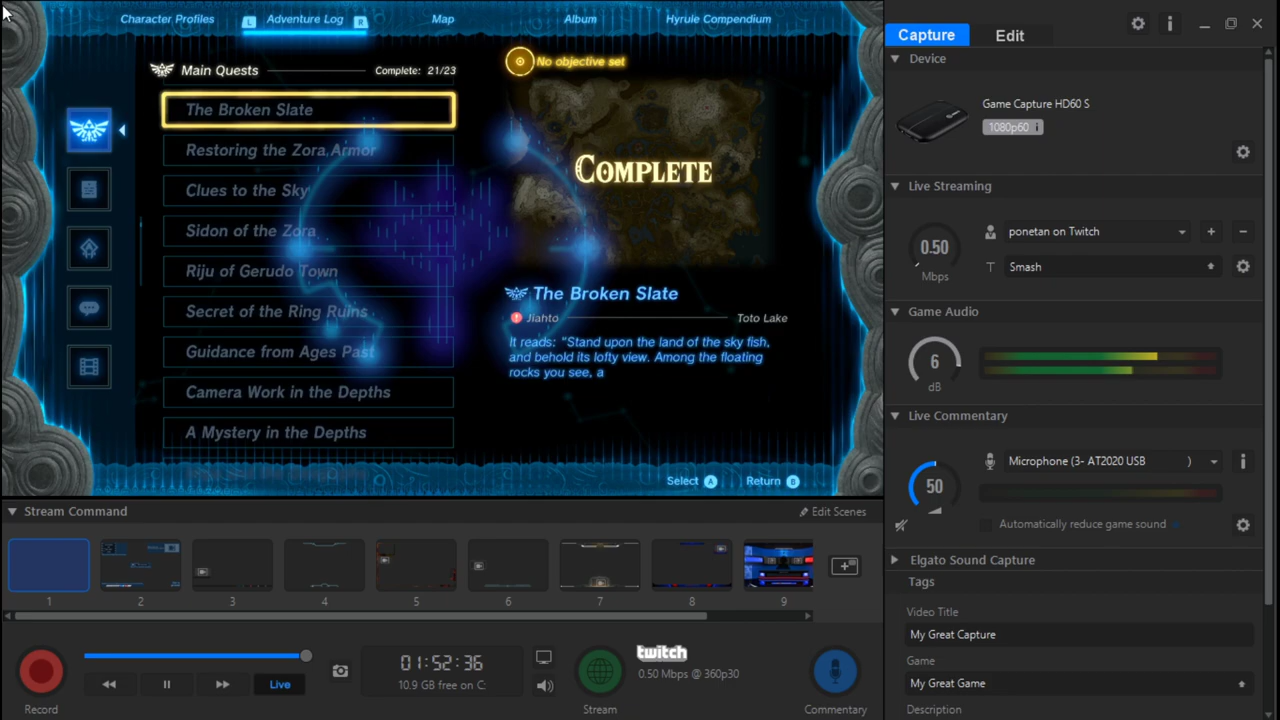 Character Profiles
L
Adventure Log
R
Map
Album
Hyrule Compendium
Main Quests
Complete: 21/23
The Broken Slate
Restoring the Zora Armor
Clues to the Sky
Sidon of the Zora
Riju of Gerudo Town
Secret of the Ring Ruins
Guidance from Ages Past
Camera Work in the Depths
A Mystery in the Depths
No objective set
COMPLETE
The Broken Slate
Jiahto
Toto Lake
It reads: "Stand upon the land of the sky fish,
and behold its lofty view. Among the floating
rocks you see, a
Select A
Return B
Stream Command
Edit Scenes
1
2
3
4
5
6
7
8
9
Record
Live
01:52:36
10.9 GB free on C:
Stream
twitch
0.50 Mbps @ 360p30
Commentary
Capture
Edit
Device
Game Capture HD60 S
1080p60 i
Live Streaming
0.50
Mbps
ponetan on Twitch
T
Smash
Game Audio
6
dB
Live Commentary
50
Microphone (3- AT2020 USB )
Automatically reduce game sound
Elgato Sound Capture
Tags
Video Title
My Great Capture
Game
My Great Game
Description